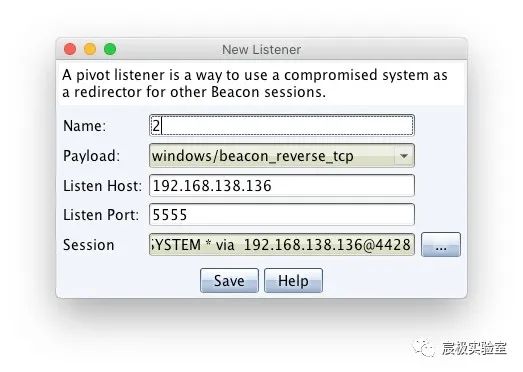 New Listener
A pivot listener is a way to use a compromised system as
a redirector for other Beacon sessions.
Name: 2
Payload: windows/beacon_reverse_tcp
Listen Host: 192.168.138.136
Listen Port: 5555
Session SYSTEM * via 192.168.138.136@4428 ...
Save Help
宸极实验室